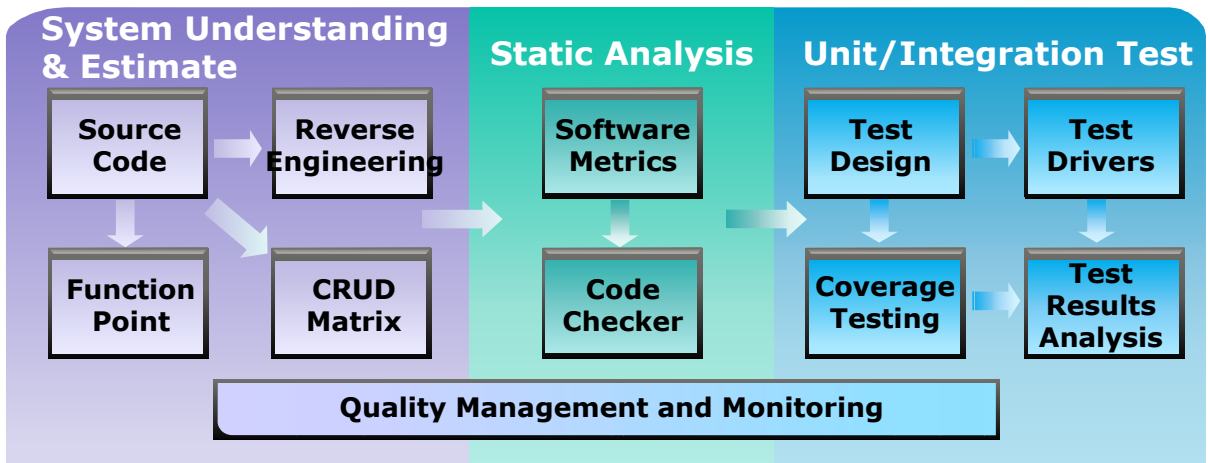 System Understanding
& Estimate
Static Analysis
Unit/Integration Test
Source
Code
Reverse
Engineering
Software
Metrics
Test
Design
Test
Drivers
Function
Point
CRUD
Matrix
Code
Checker
Coverage
Testing
Test
Results
Analysis
Quality Management and Monitoring